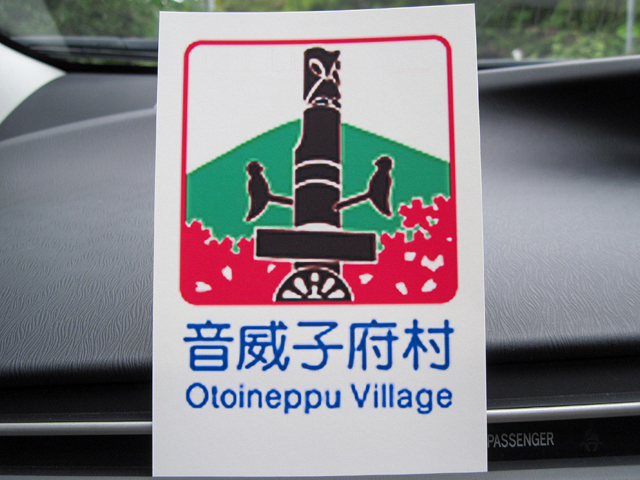 音威子府村
Otoineppu Village
PASSENGER